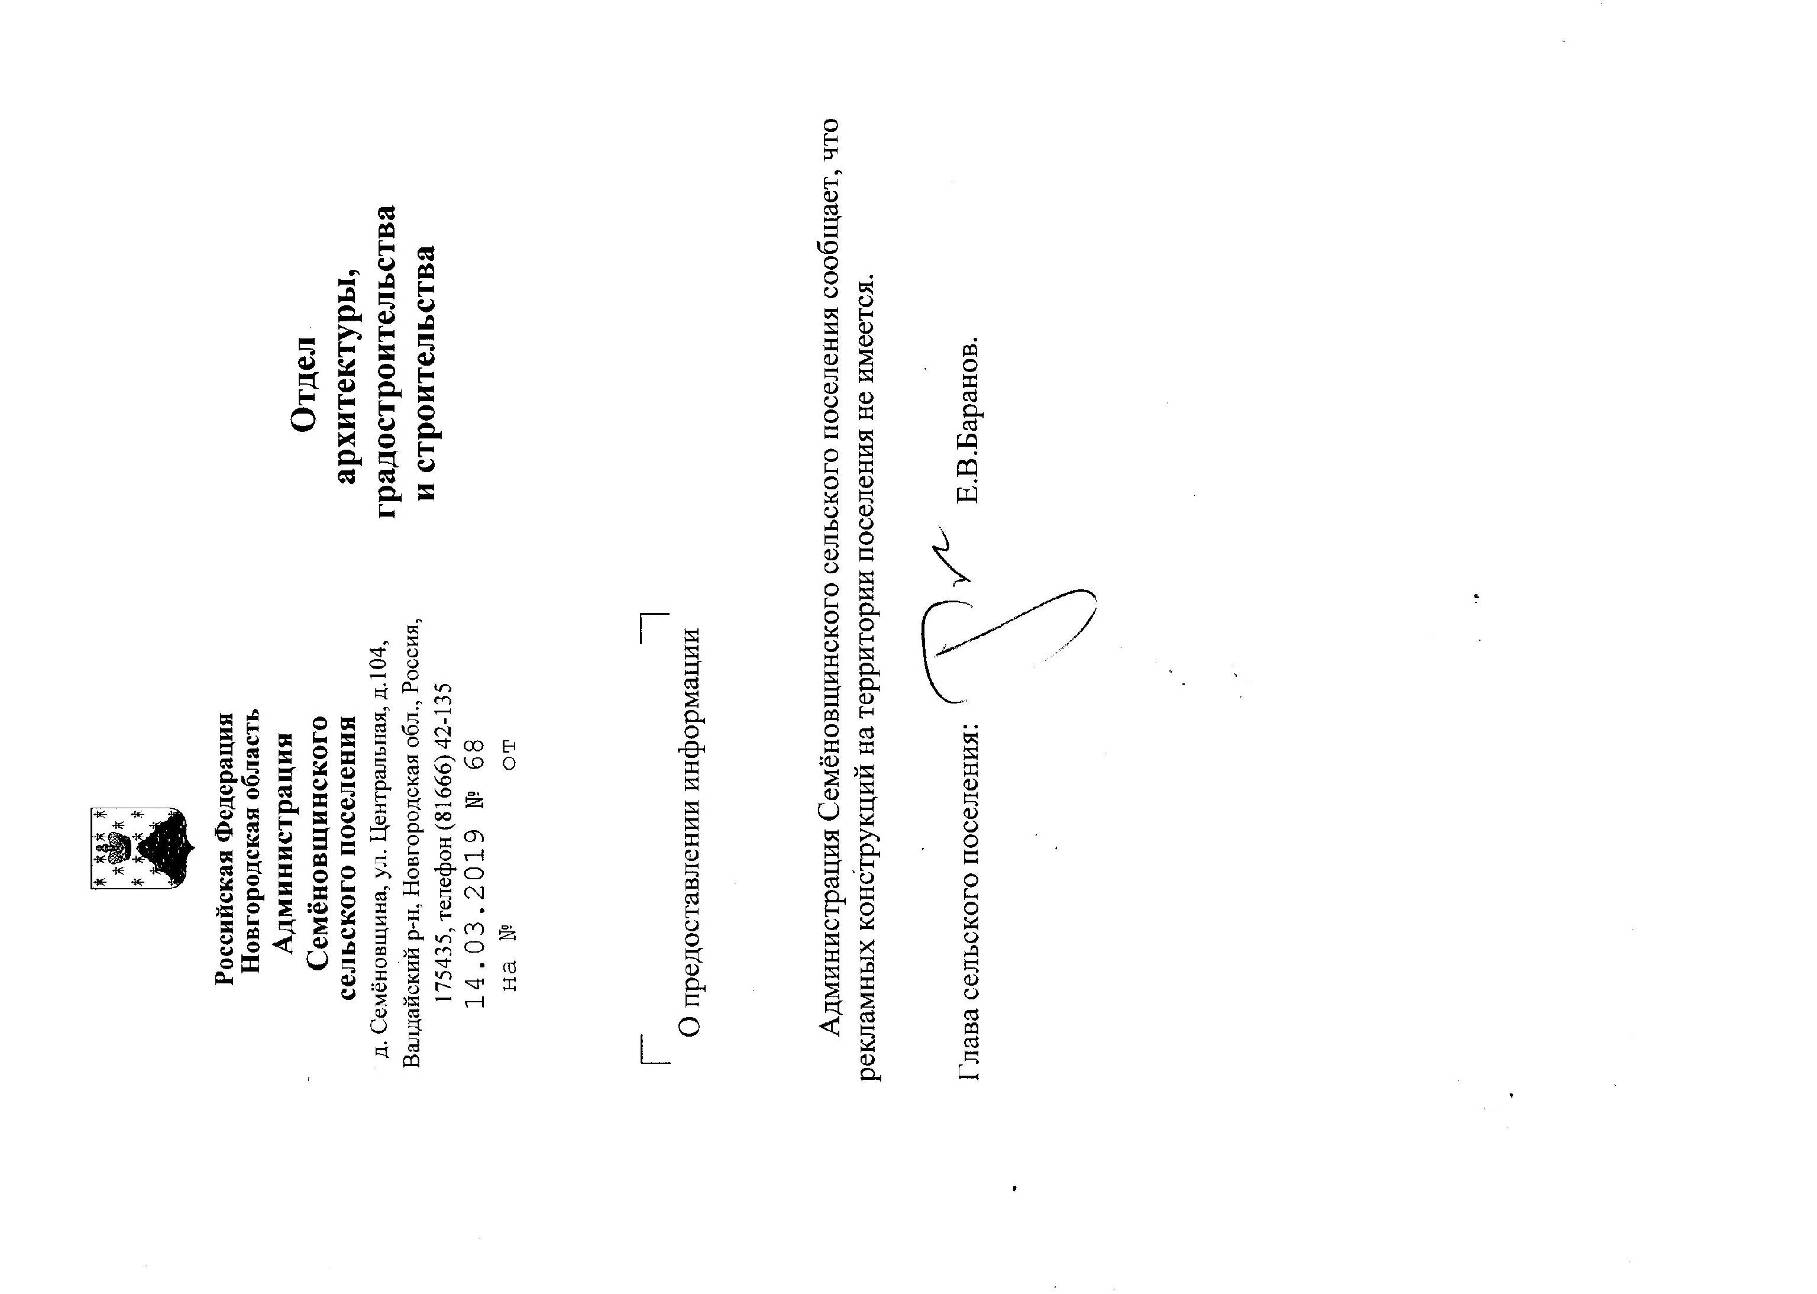 Российская Федерация
Новгородская область
Администрация
Семёновщинского
сельского поселения
д. Семёновщина, ул. Центральная, д.104,
Валдайский р-н, Новгородская обл., Россия,
175435, телефон (81666) 42-135
14.03.2019 № 68
на № от
Отдел
архитектуры,
градостроительства
и строительства
О предоставлении информации
Администрация Семёновщинского сельского поселения сообщает, что
рекламных конструкций на территории поселения не имеется.
Глава сельского поселения: Е.В.Баранов.